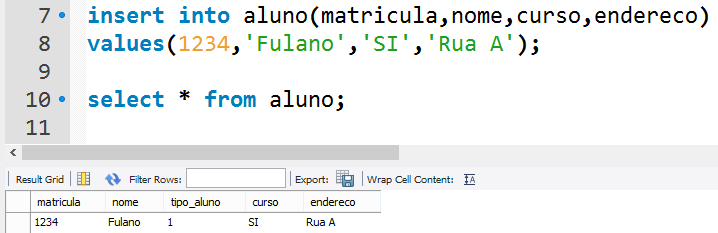 7 insert into aluno(matricula,nome,curso,endereco)
8 values(1234,'Fulano','SI','Rua A');
9
10 select * from aluno;
11
Result Grid Filter Rows: Export: Wrap Cell Content:
matricula nome tipo_aluno curso endereco
1234 Fulano 1 SI Rua A